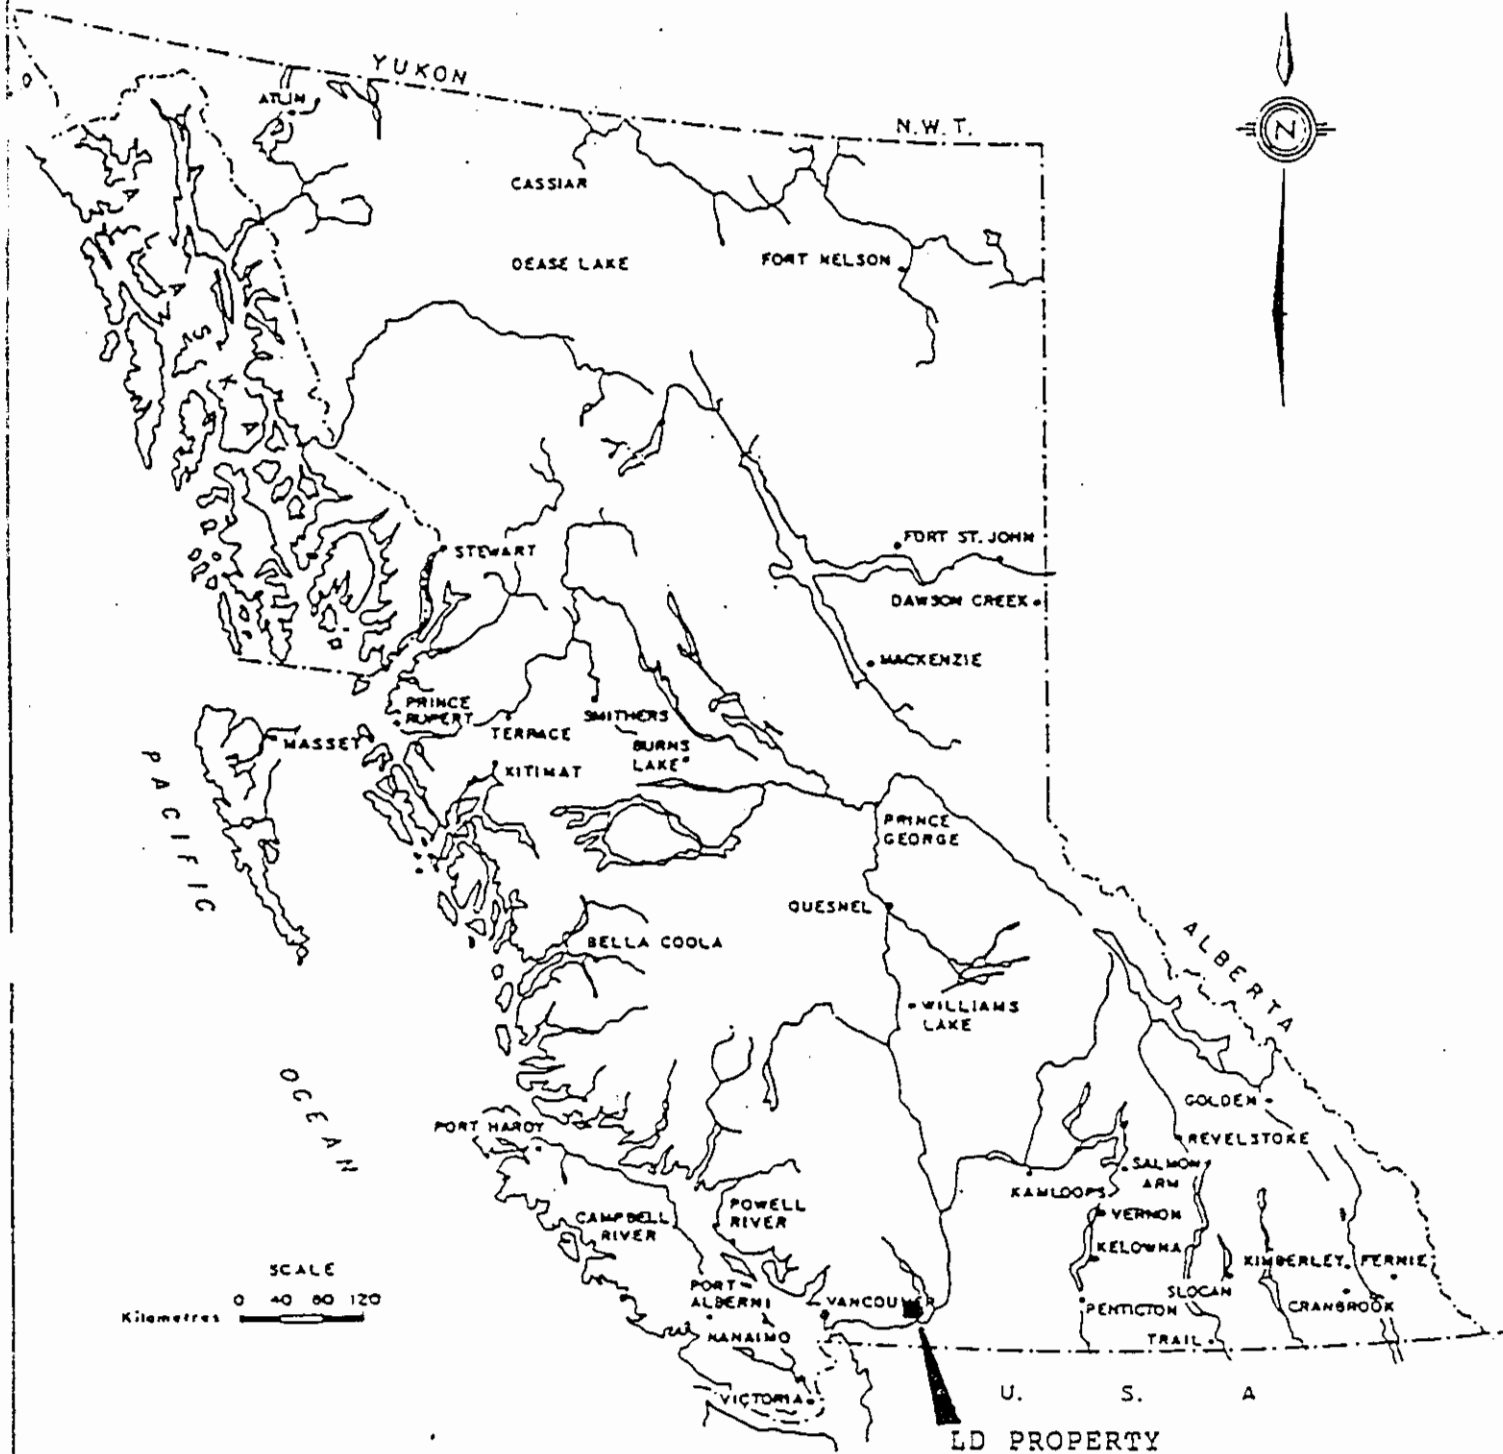 YUKON
ATLIN
N.W.T.
N
CASSIAR
DEASE LAKE
FORT NELSON
ALASKA
STEWART
FORT ST. JOHN
DAWSON CREEK
MACKENZIE
PRINCE
RUPERT
TERRACE
SMITHERS
MASSET
BURNS
LAKE
KITIMAT
PRINCE
GEORGE
PACIFIC
QUESNEL
BELLA COOLA
ALBERTA
WILLIAMS
LAKE
OCEAN
GOLDEN
PORT HARDY
REVELSTOKE
SALMON
ARM
KAMLOOPS
POWELL
RIVER
CAMPBELL
RIVER
VERNON
KELOWNA
KIMBERLEY
FERNIE
SCALE
0 40 80 120
Kilometres
PORT
ALBERNI
VANCOUVER
SLOCAN
PENTICTON
CRANBROOK
NANAIMO
TRAIL
VICTORIA
U. S. A
LD PROPERTY